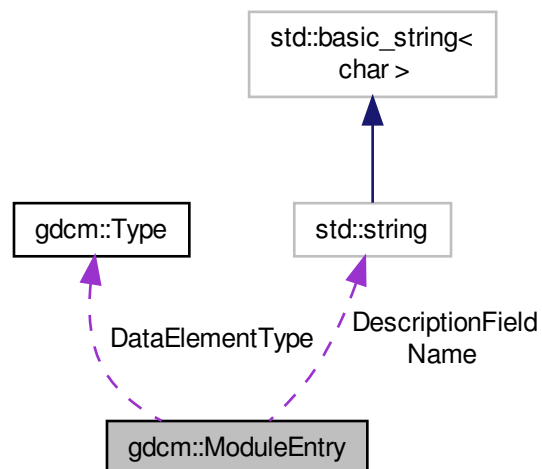 std::basic_string<
char >
gdcm::Type
std::string
DataElementType
DescriptionField
Name
gdcm::ModuleEntry